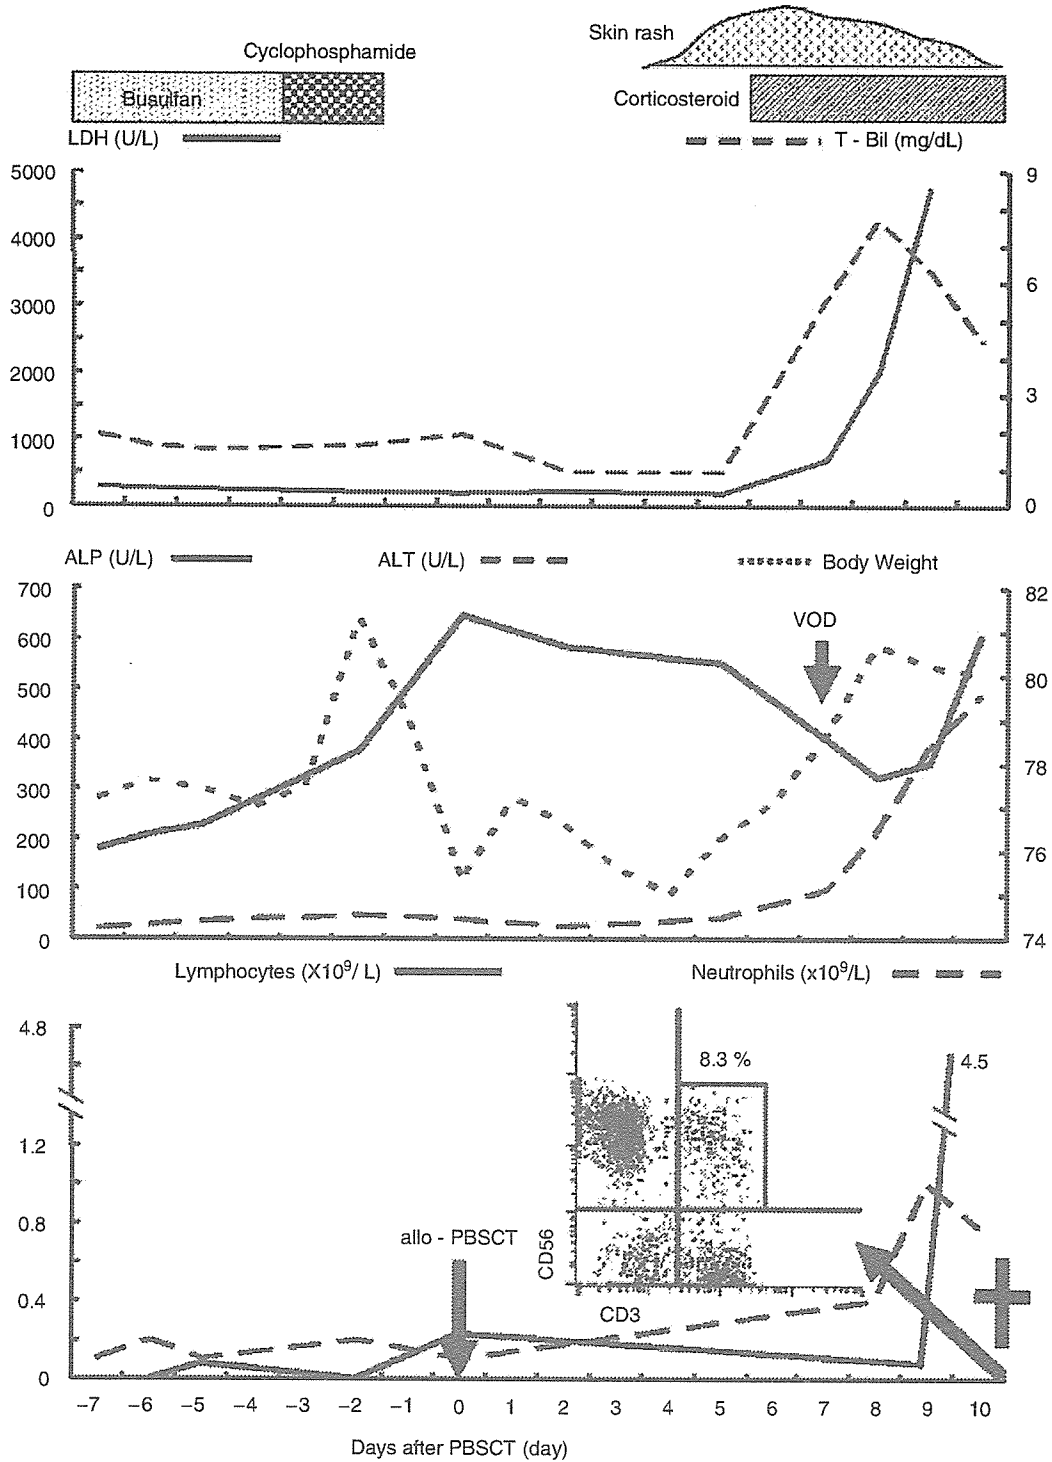 Skin rash
Cyclophosphamide
Busulfan
Corticosteroid
LDH (U/L)
T - Bil (mg/dL)
5000
4000
3000
2000
1000
0
9
6
3
0
ALP (U/L)
ALT (U/L)
Body Weight
700
600
500
400
300
200
100
0
VOD
82
80
78
76
74
Lymphocytes (X10⁹/ L)
Neutrophils (x10⁹/L)
4.8
1.2
0.8
0.4
0
8.3 %
4.5
allo - PBSCT
CD56
CD3
−7 −6 −5 −4 −3 −2 −1 0 1 2 3 4 5 6 7 8 9 10
Days after PBSCT (day)